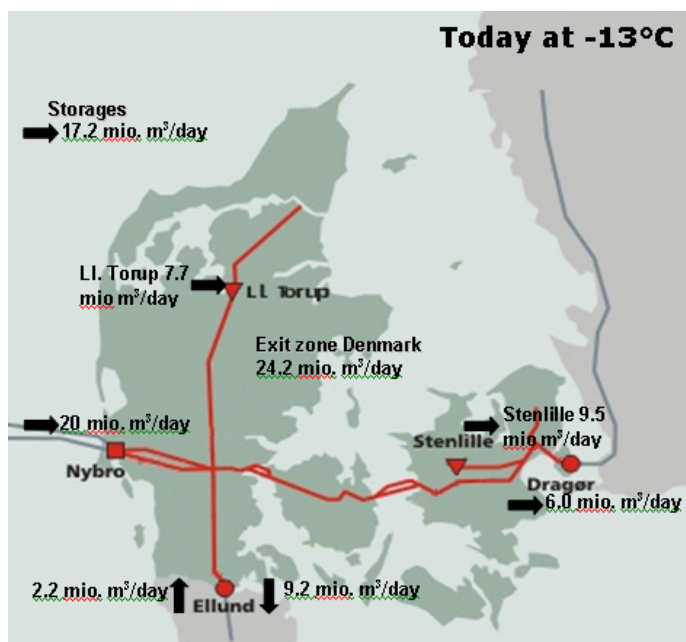 Today at -13°C
Storages
17.2 mio. m³/day
Ll. Torup 7.7
mio m³/day
Ll. Torup
Exit zone Denmark
24.2 mio. m³/day
20 mio. m³/day
Nybro
Stenlille 9.5
mio m³/day
Stenlille
Dragør
6.0 mio. m³/day
2.2 mio. m³/day
Ellund
9.2 mio. m³/day